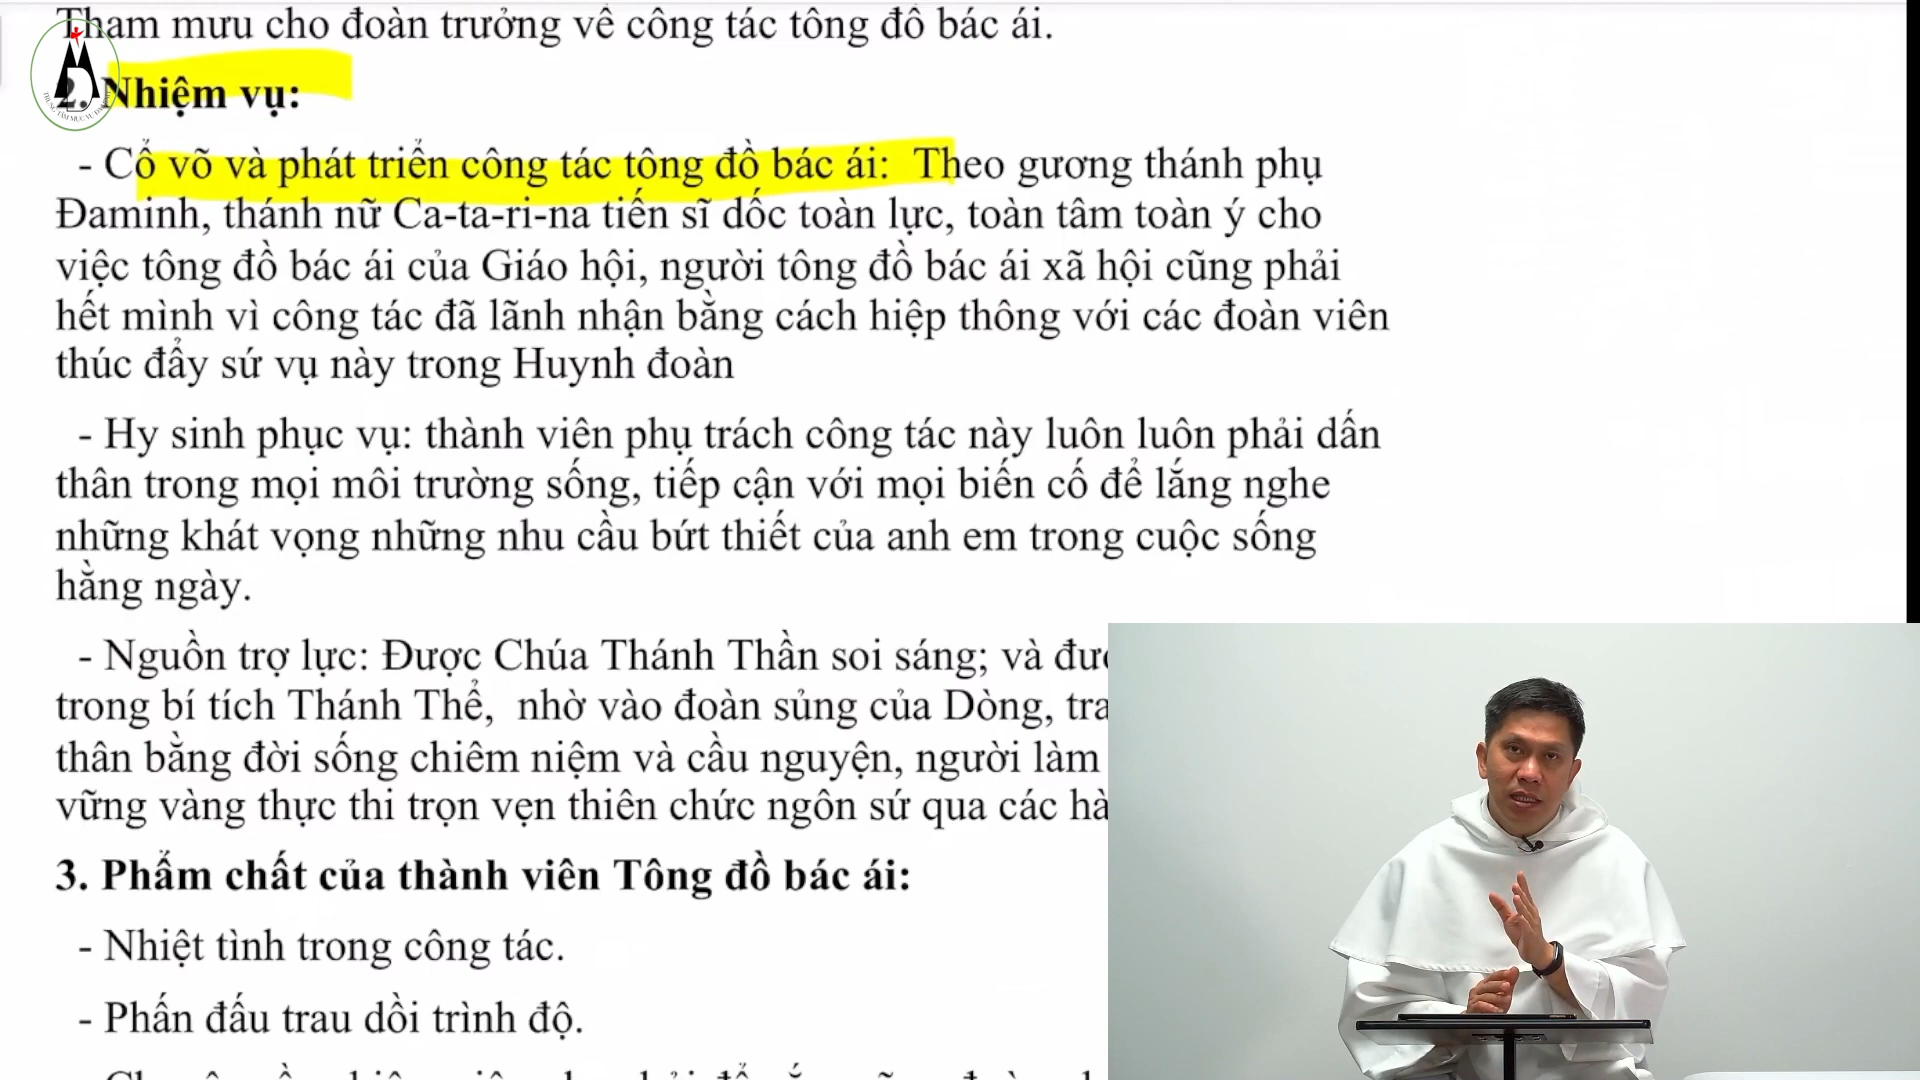 Tham mưu cho đoàn trưởng về công tác tông đồ bác ái.
2. Nhiệm vụ:
- Cổ võ và phát triển công tác tông đồ bác ái: Theo gương thánh phụ
Đaminh, thánh nữ Ca-ta-ri-na tiến sĩ dốc toàn lực, toàn tâm toàn ý cho
việc tông đồ bác ái của Giáo hội, người tông đồ bác ái xã hội cũng phải
hết mình vì công tác đã lãnh nhận bằng cách hiệp thông với các đoàn viên
thúc đẩy sứ vụ này trong Huynh đoàn
- Hy sinh phục vụ: thành viên phụ trách công tác này luôn luôn phải dấn
thân trong mọi môi trường sống, tiếp cận với mọi biến cố để lắng nghe
những khát vọng những nhu cầu bứt thiết của anh em trong cuộc sống
hằng ngày.
- Nguồn trợ lực: Được Chúa Thánh Thần soi sáng; và
trong bí tích Thánh Thể, nhờ vào đoàn sủng của Dòng,
thân bằng đời sống chiêm niệm và cầu nguyện, người làm
vững vàng thực thi trọn vẹn thiên chức ngôn sứ qua các
3. Phẩm chất của thành viên Tông đồ bác ái:
- Nhiệt tình trong công tác.
- Phấn đấu trau dồi trình độ.